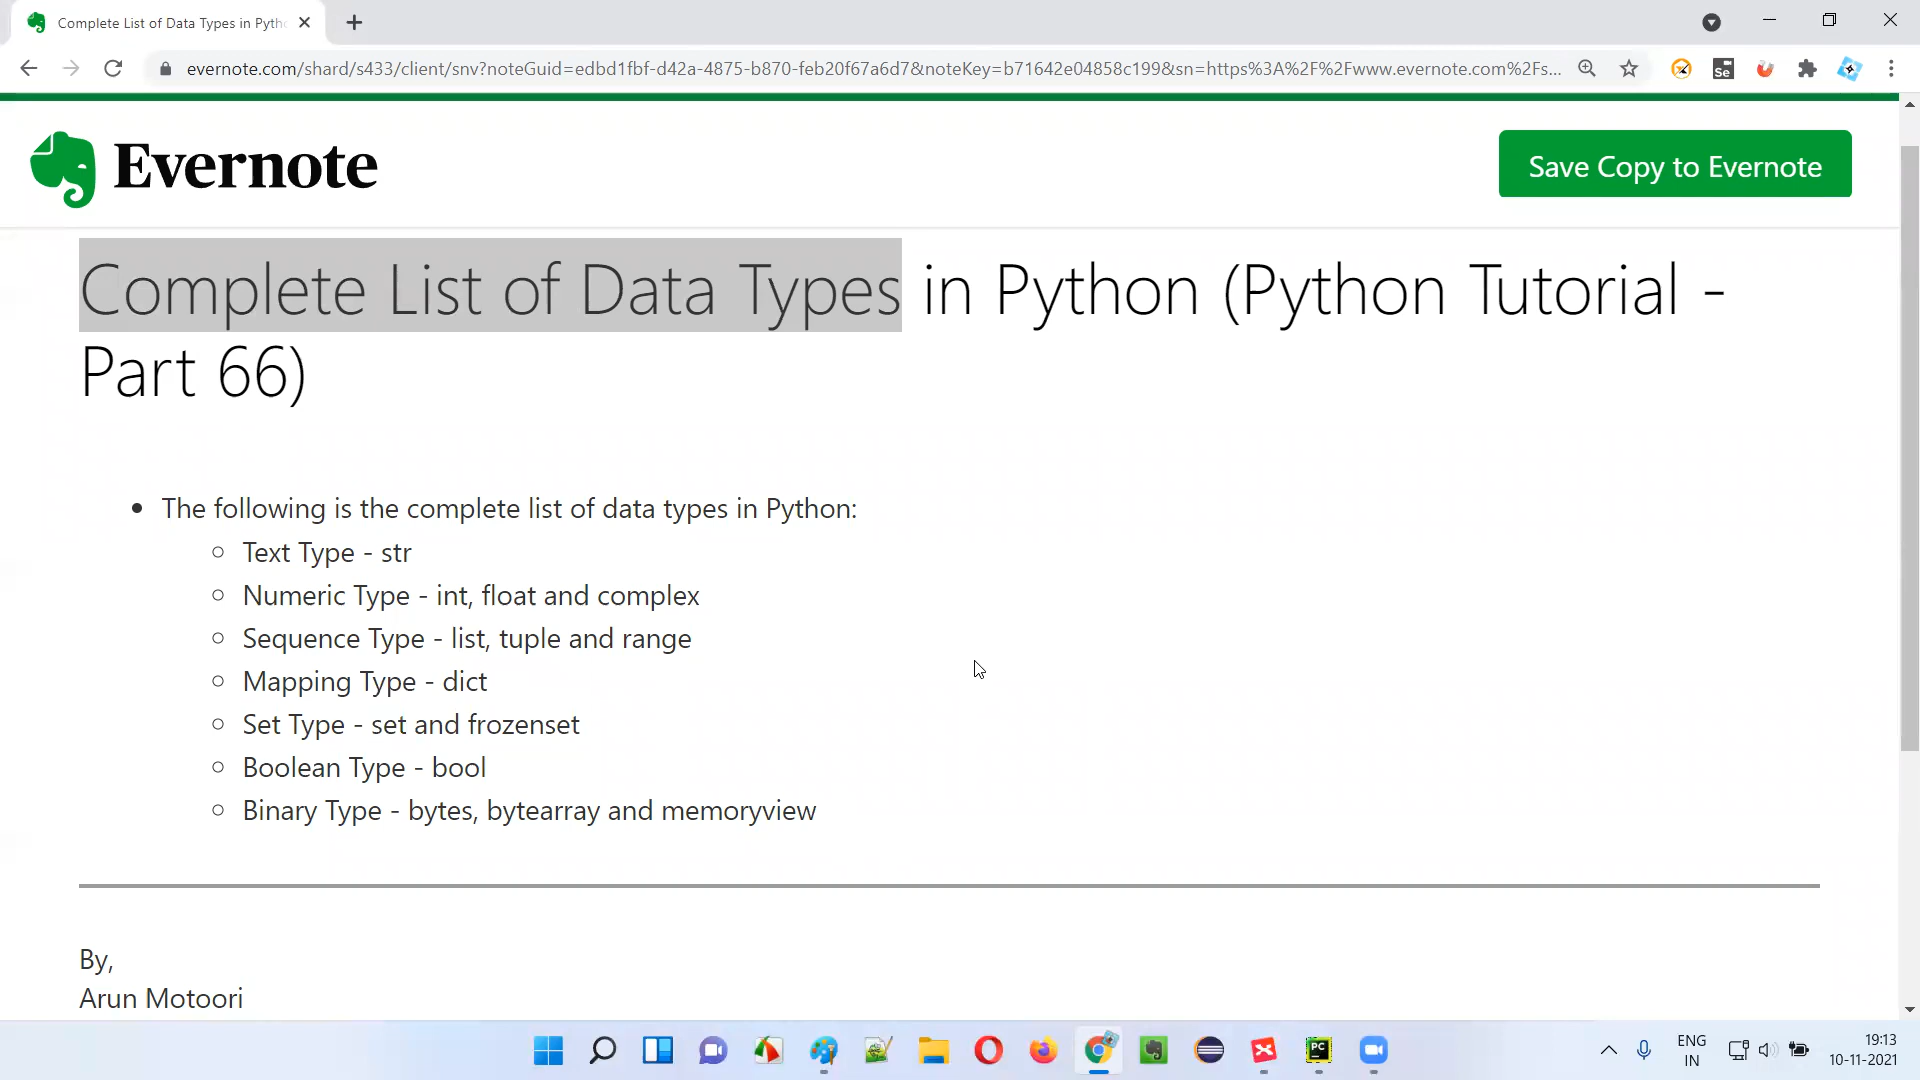 Complete List of Data Types in Pyth
evernote.com/shard/s433/client/snv?noteGuid=edbd1fbf-d42a-4875-b870-feb20f67a6d7&noteKey=b71642e04858c199&sn=https%3A%2F%2Fwww.evernote.com%2Fs...
Se
Evernote
Save Copy to Evernote
Complete List of Data Types in Python (Python Tutorial -
Part 66)
• The following is the complete list of data types in Python:
○ Text Type - str
○ Numeric Type - int, float and complex
○ Sequence Type - list, tuple and range
○ Mapping Type - dict
○ Set Type - set and frozenset
○ Boolean Type - bool
○ Binary Type - bytes, bytearray and memoryview
By,
Arun Motoori
PC
ENG
IN
19:13
10-11-2021